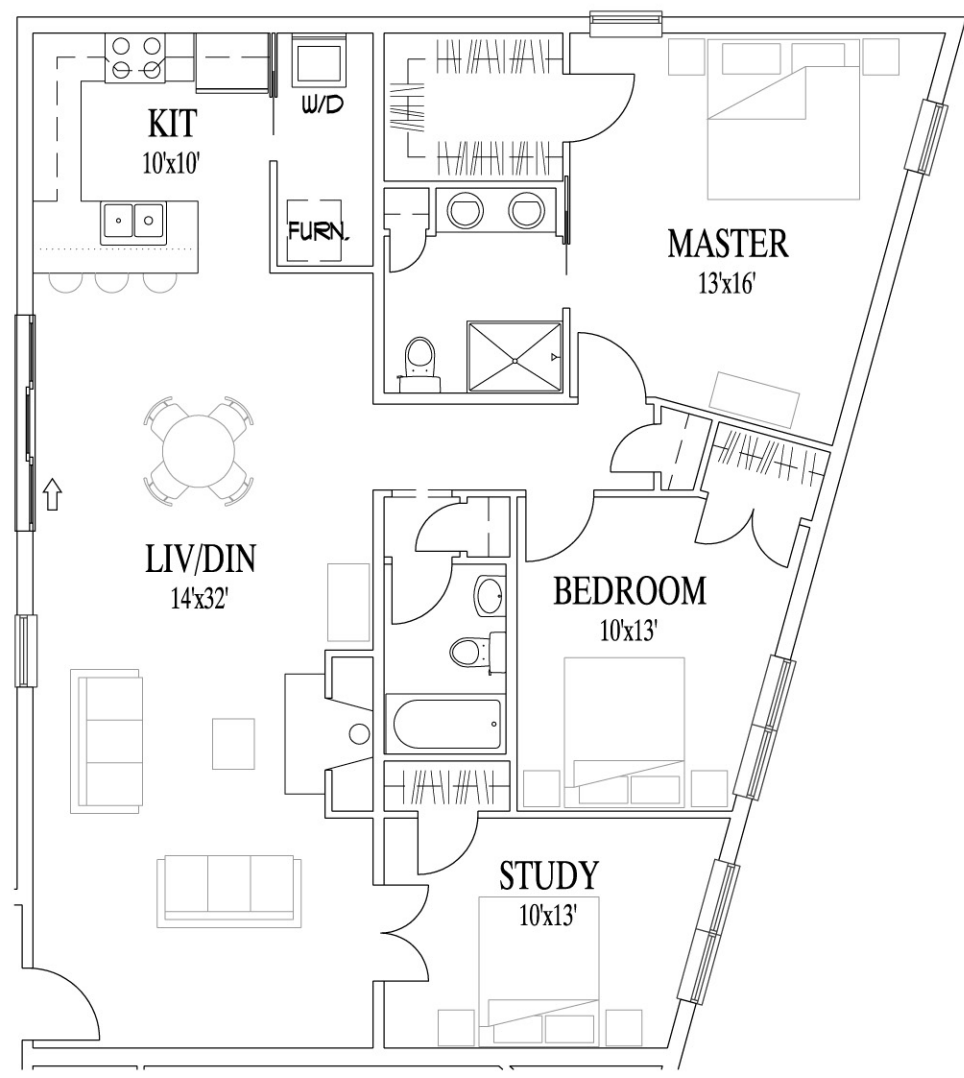 W/D
KIT
10'x10'
FURN.
MASTER
13'x16'
LIV/DIN
14'x32'
BEDROOM
10'x13'
STUDY
10'x13'